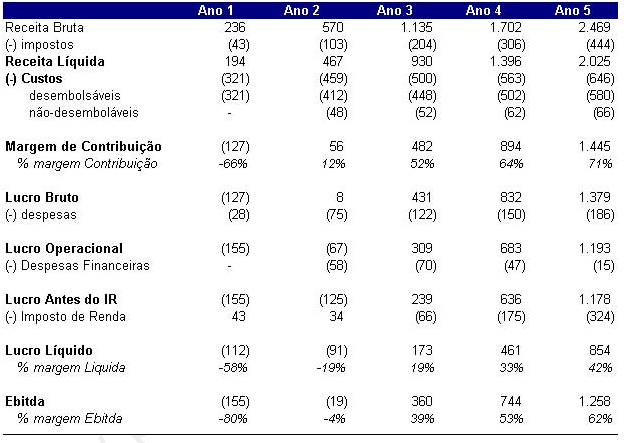 Ano 1 Ano 2 Ano 3 Ano 4 Ano 5
Receita Bruta 236 570 1.135 1.702 2.469
(-) impostos (43) (103) (204) (306) (444)
Receita Líquida 194 467 930 1.396 2.025
(-) Custos (321) (459) (500) (563) (646)
desembolsáveis (321) (412) (448) (502) (580)
não-desemboláveis - (48) (52) (62) (66)
Margem de Contribuição (127) 56 482 894 1.445
% margem Contribuição -66% 12% 52% 64% 71%
Lucro Bruto (127) 8 431 832 1.379
(-) despesas (28) (75) (122) (150) (186)
Lucro Operacional (155) (67) 309 683 1.193
(-) Despesas Financeiras - (58) (70) (47) (15)
Lucro Antes do IR (155) (125) 239 636 1.178
(-) Imposto de Renda 43 34 (66) (175) (324)
Lucro Líquido (112) (91) 173 461 854
% margem Líquida -58% -19% 19% 33% 42%
Ebitda (155) (19) 360 744 1.258
% margem Ebitda -80% -4% 39% 53% 62%